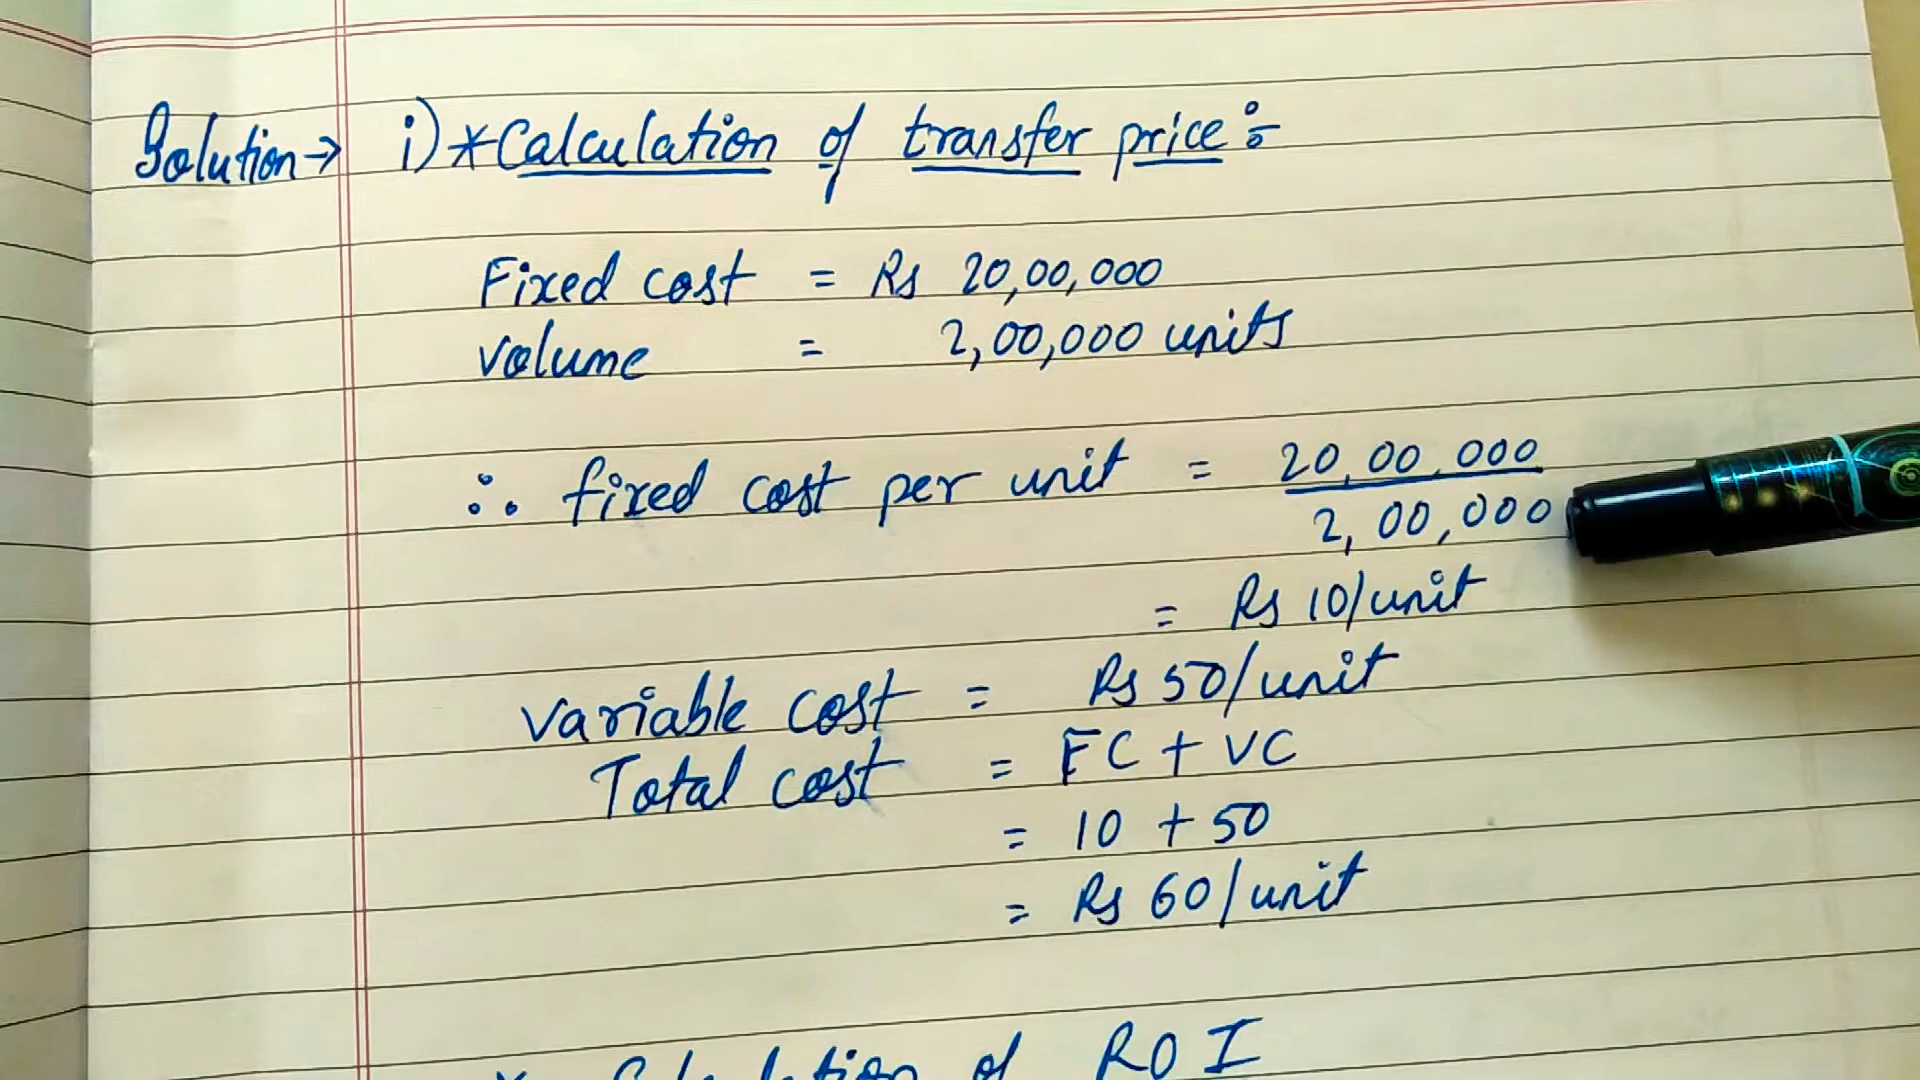 Solution → i) * Calculation of transfer price :-
Fixed cost = Rs 20,00,000
Volume = 2,00,000 units
∴ fixed cost per unit = 20,00,000
2,00,000
= Rs 10/unit
Variable cost = Rs 50/unit
Total cost = FC + VC
= 10 + 50
= Rs 60/unit
of ROI